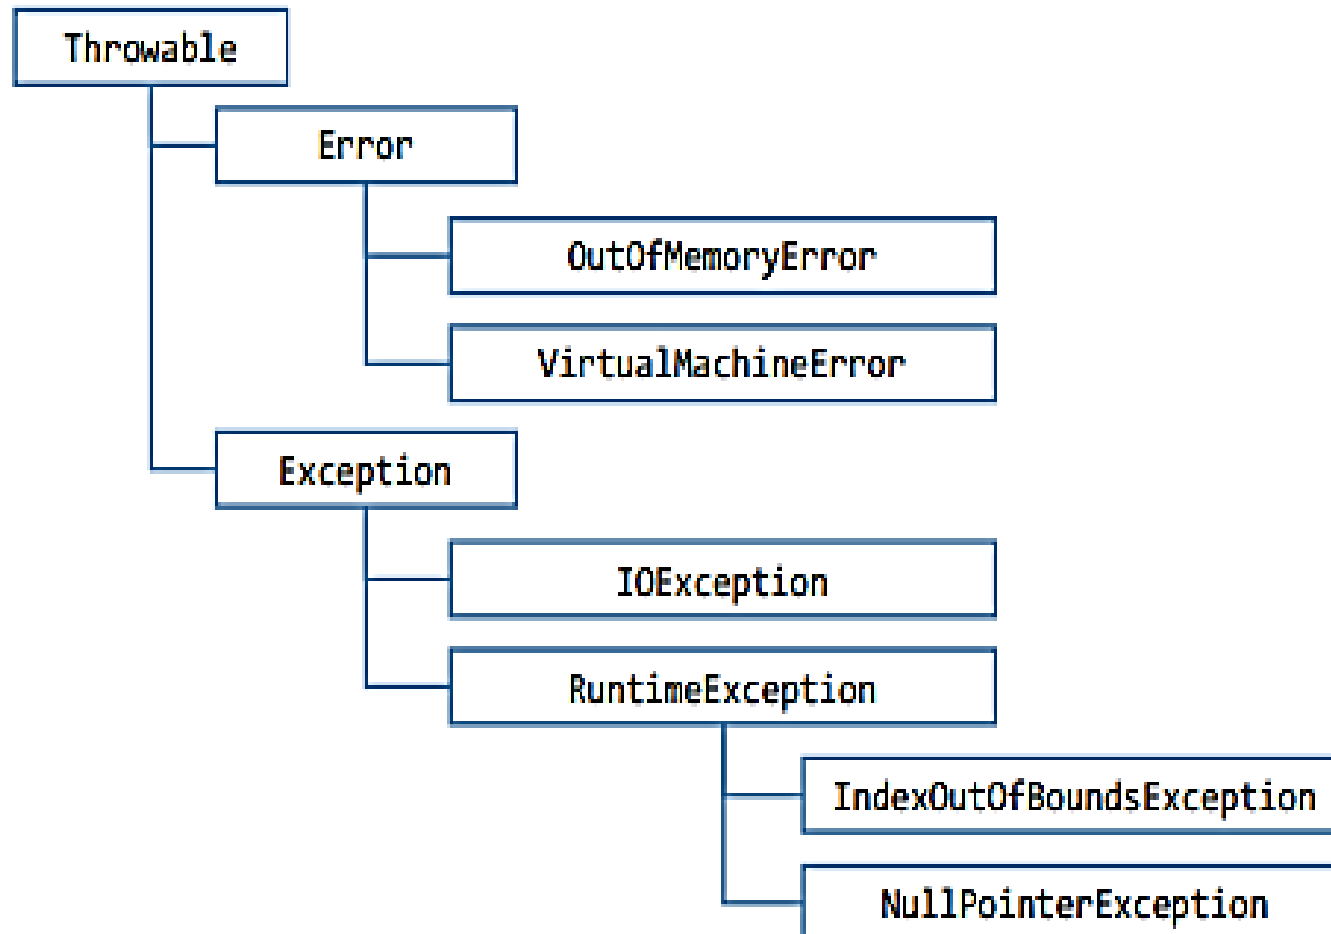 Throwable
Error
OutOfMemoryError
VirtualMachineError
Exception
IOException
RuntimeException
IndexOutOfBoundsException
NullPointerException